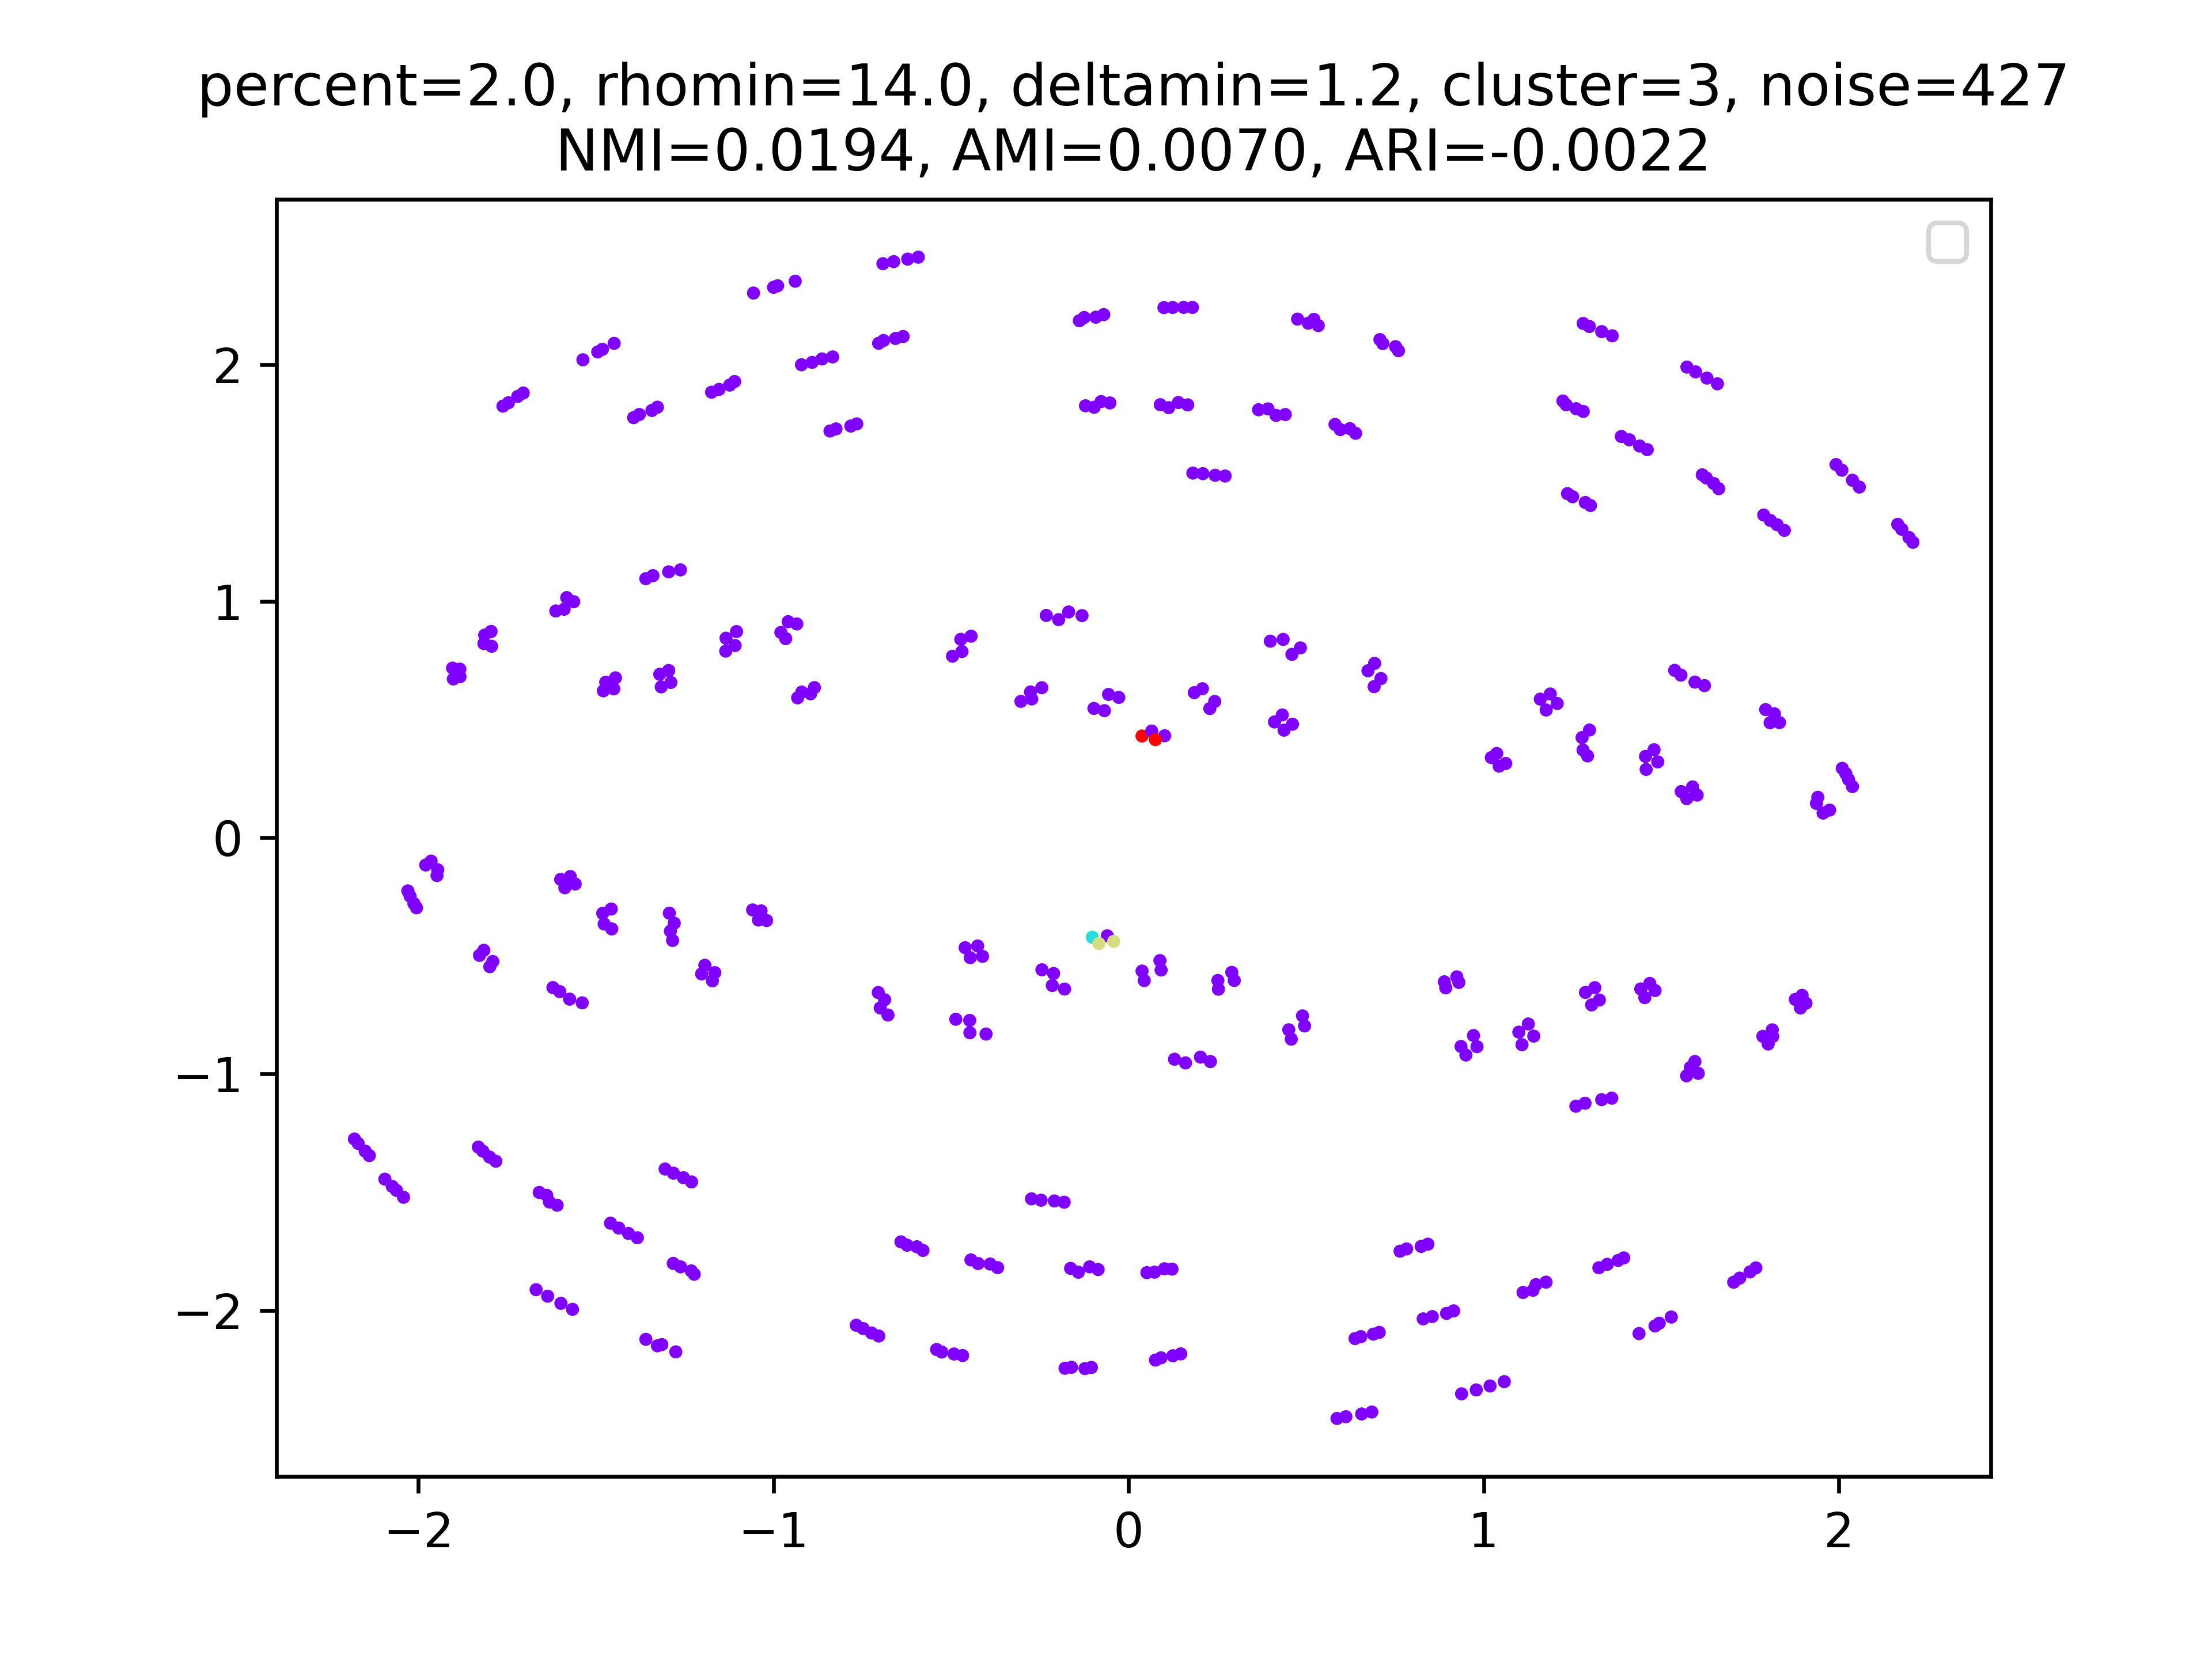 percent=2.0, rhomin=14.0, deltamin=1.2, cluster=3, noise=427
NMI=0.0194, AMI=0.0070, ARI=-0.0022
2
1
0
−1
−2
−2 −1 0 1 2